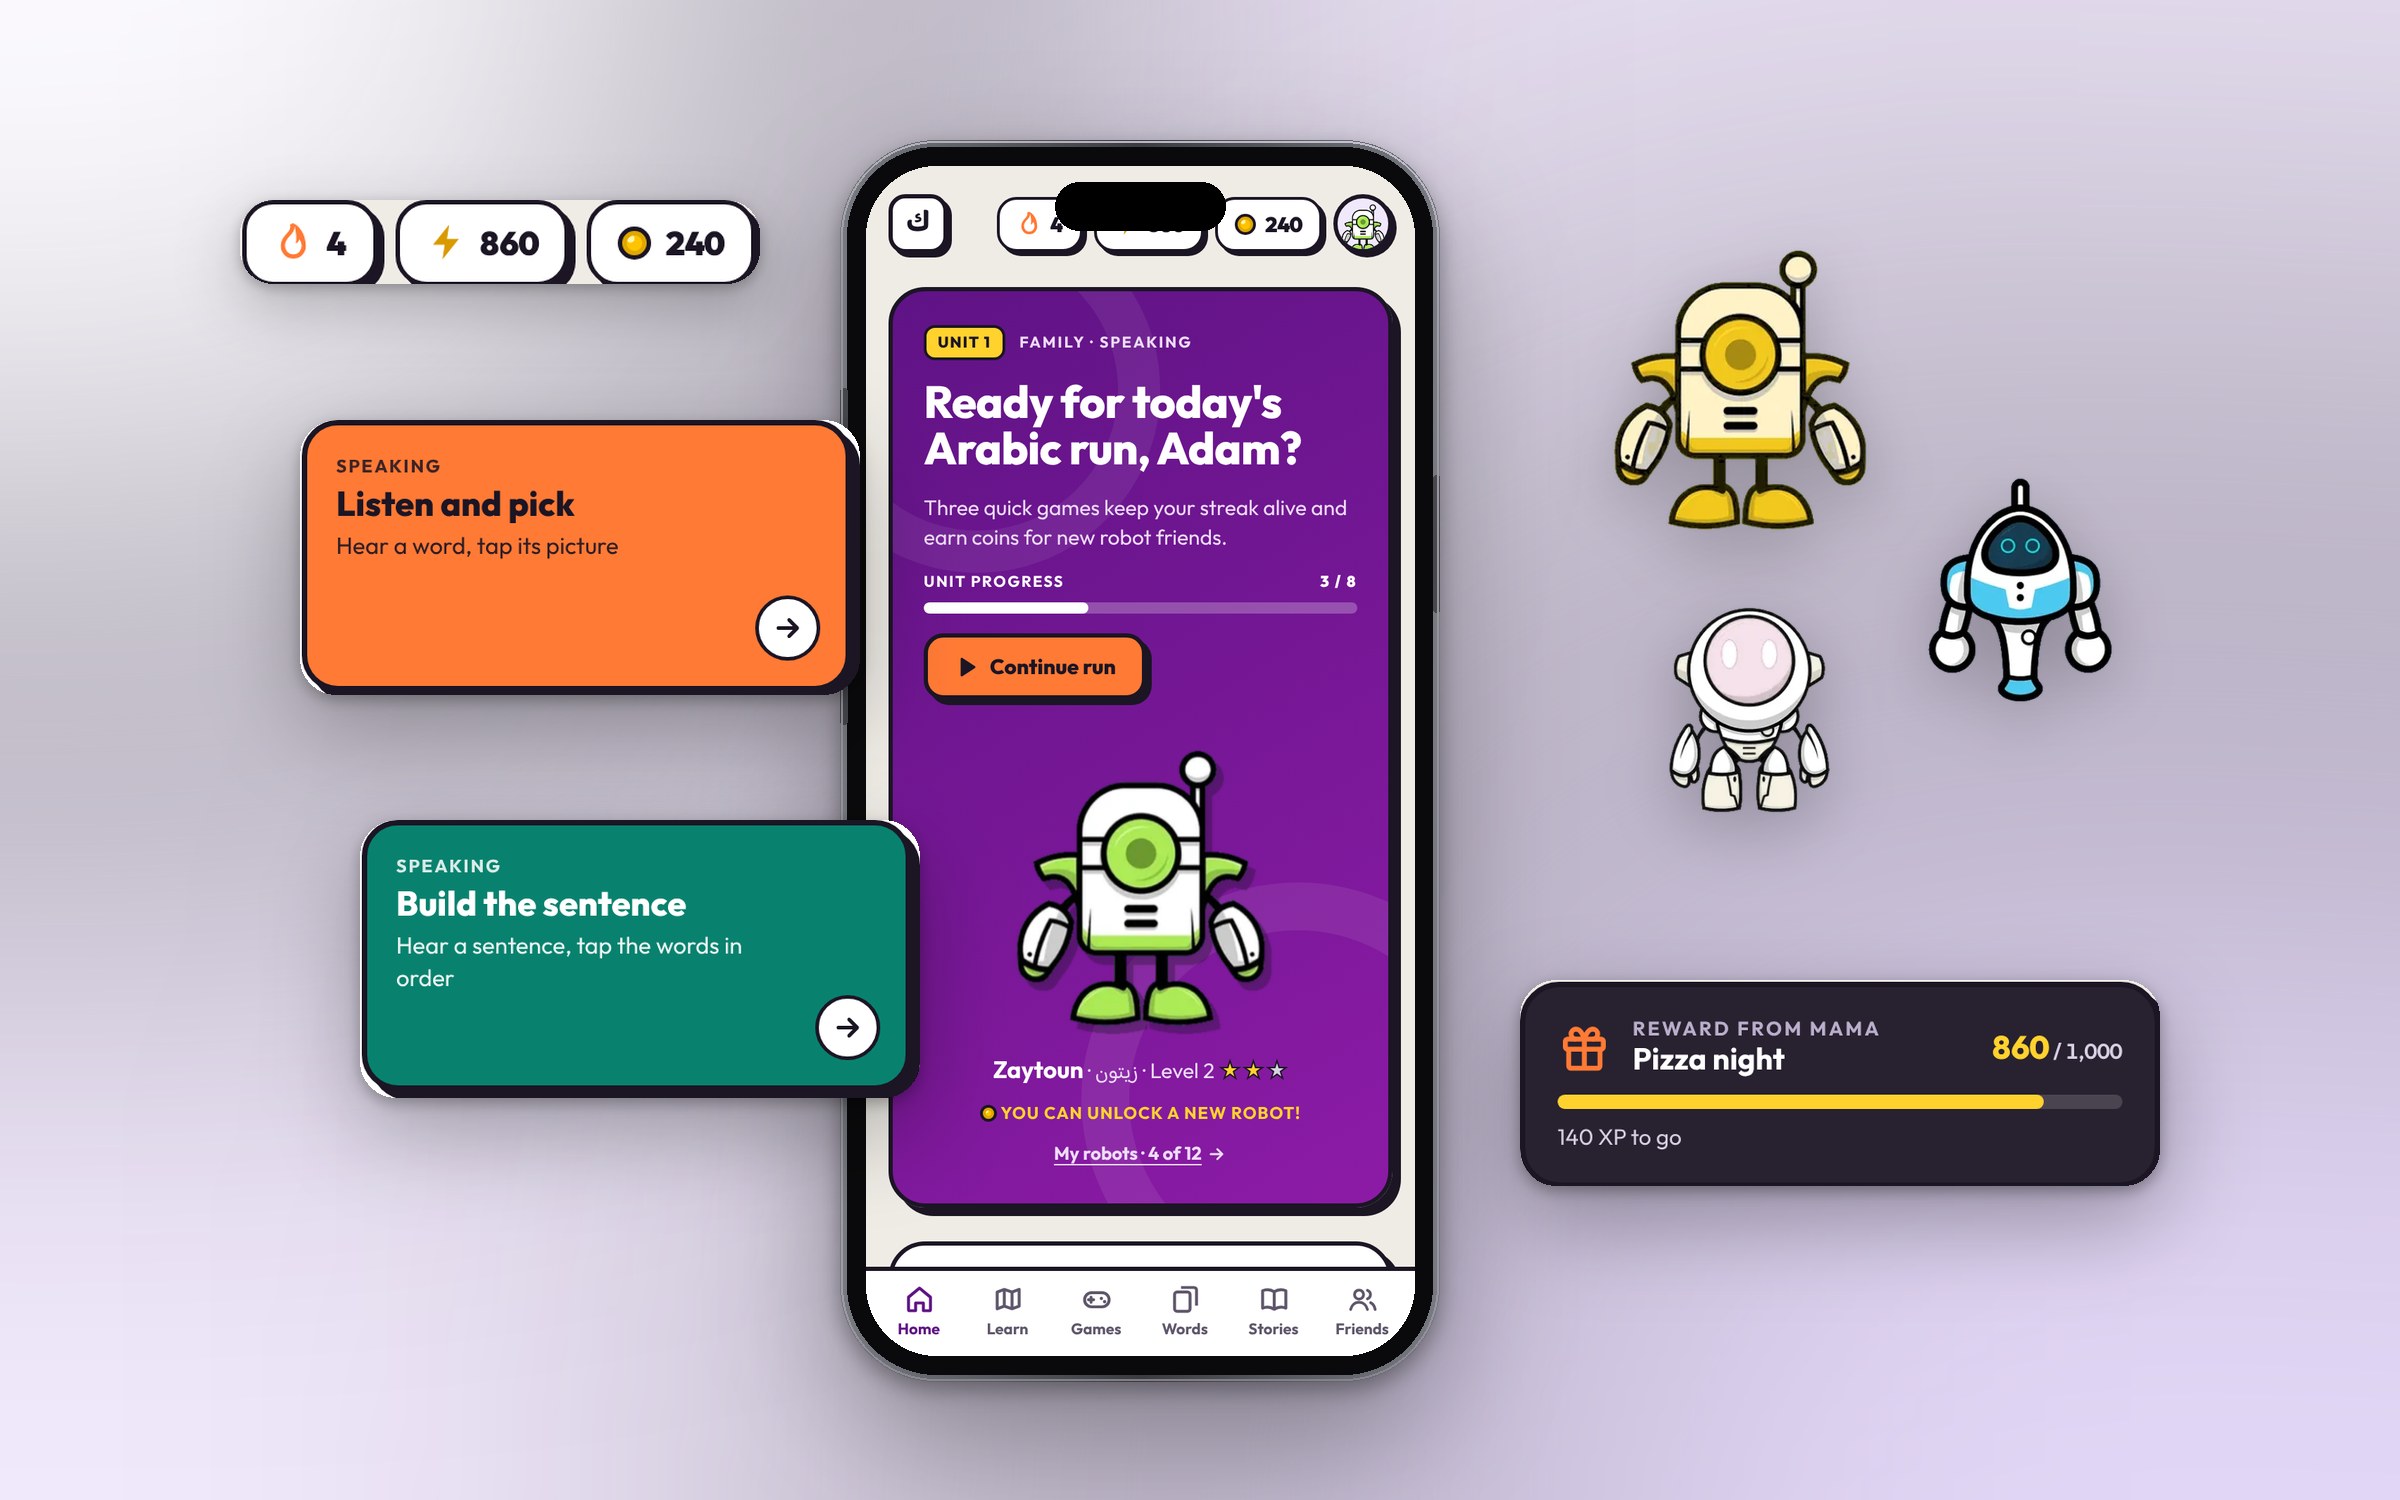 4
860
240
SPEAKING
Listen and pick
Hear a word, tap its picture
SPEAKING
Build the sentence
Hear a sentence, tap the words in
order
ك
4
240
UNIT 1
FAMILY · SPEAKING
Ready for today's
Arabic run, Adam?
Three quick games keep your streak alive and
earn coins for new robot friends.
UNIT PROGRESS
3 / 8
Continue run
Zaytoun · زيتون · Level 2
YOU CAN UNLOCK A NEW ROBOT!
My robots · 4 of 12 →
Home
Learn
Games
Words
Stories
Friends
REWARD FROM MAMA
Pizza night
860 / 1,000
140 XP to go